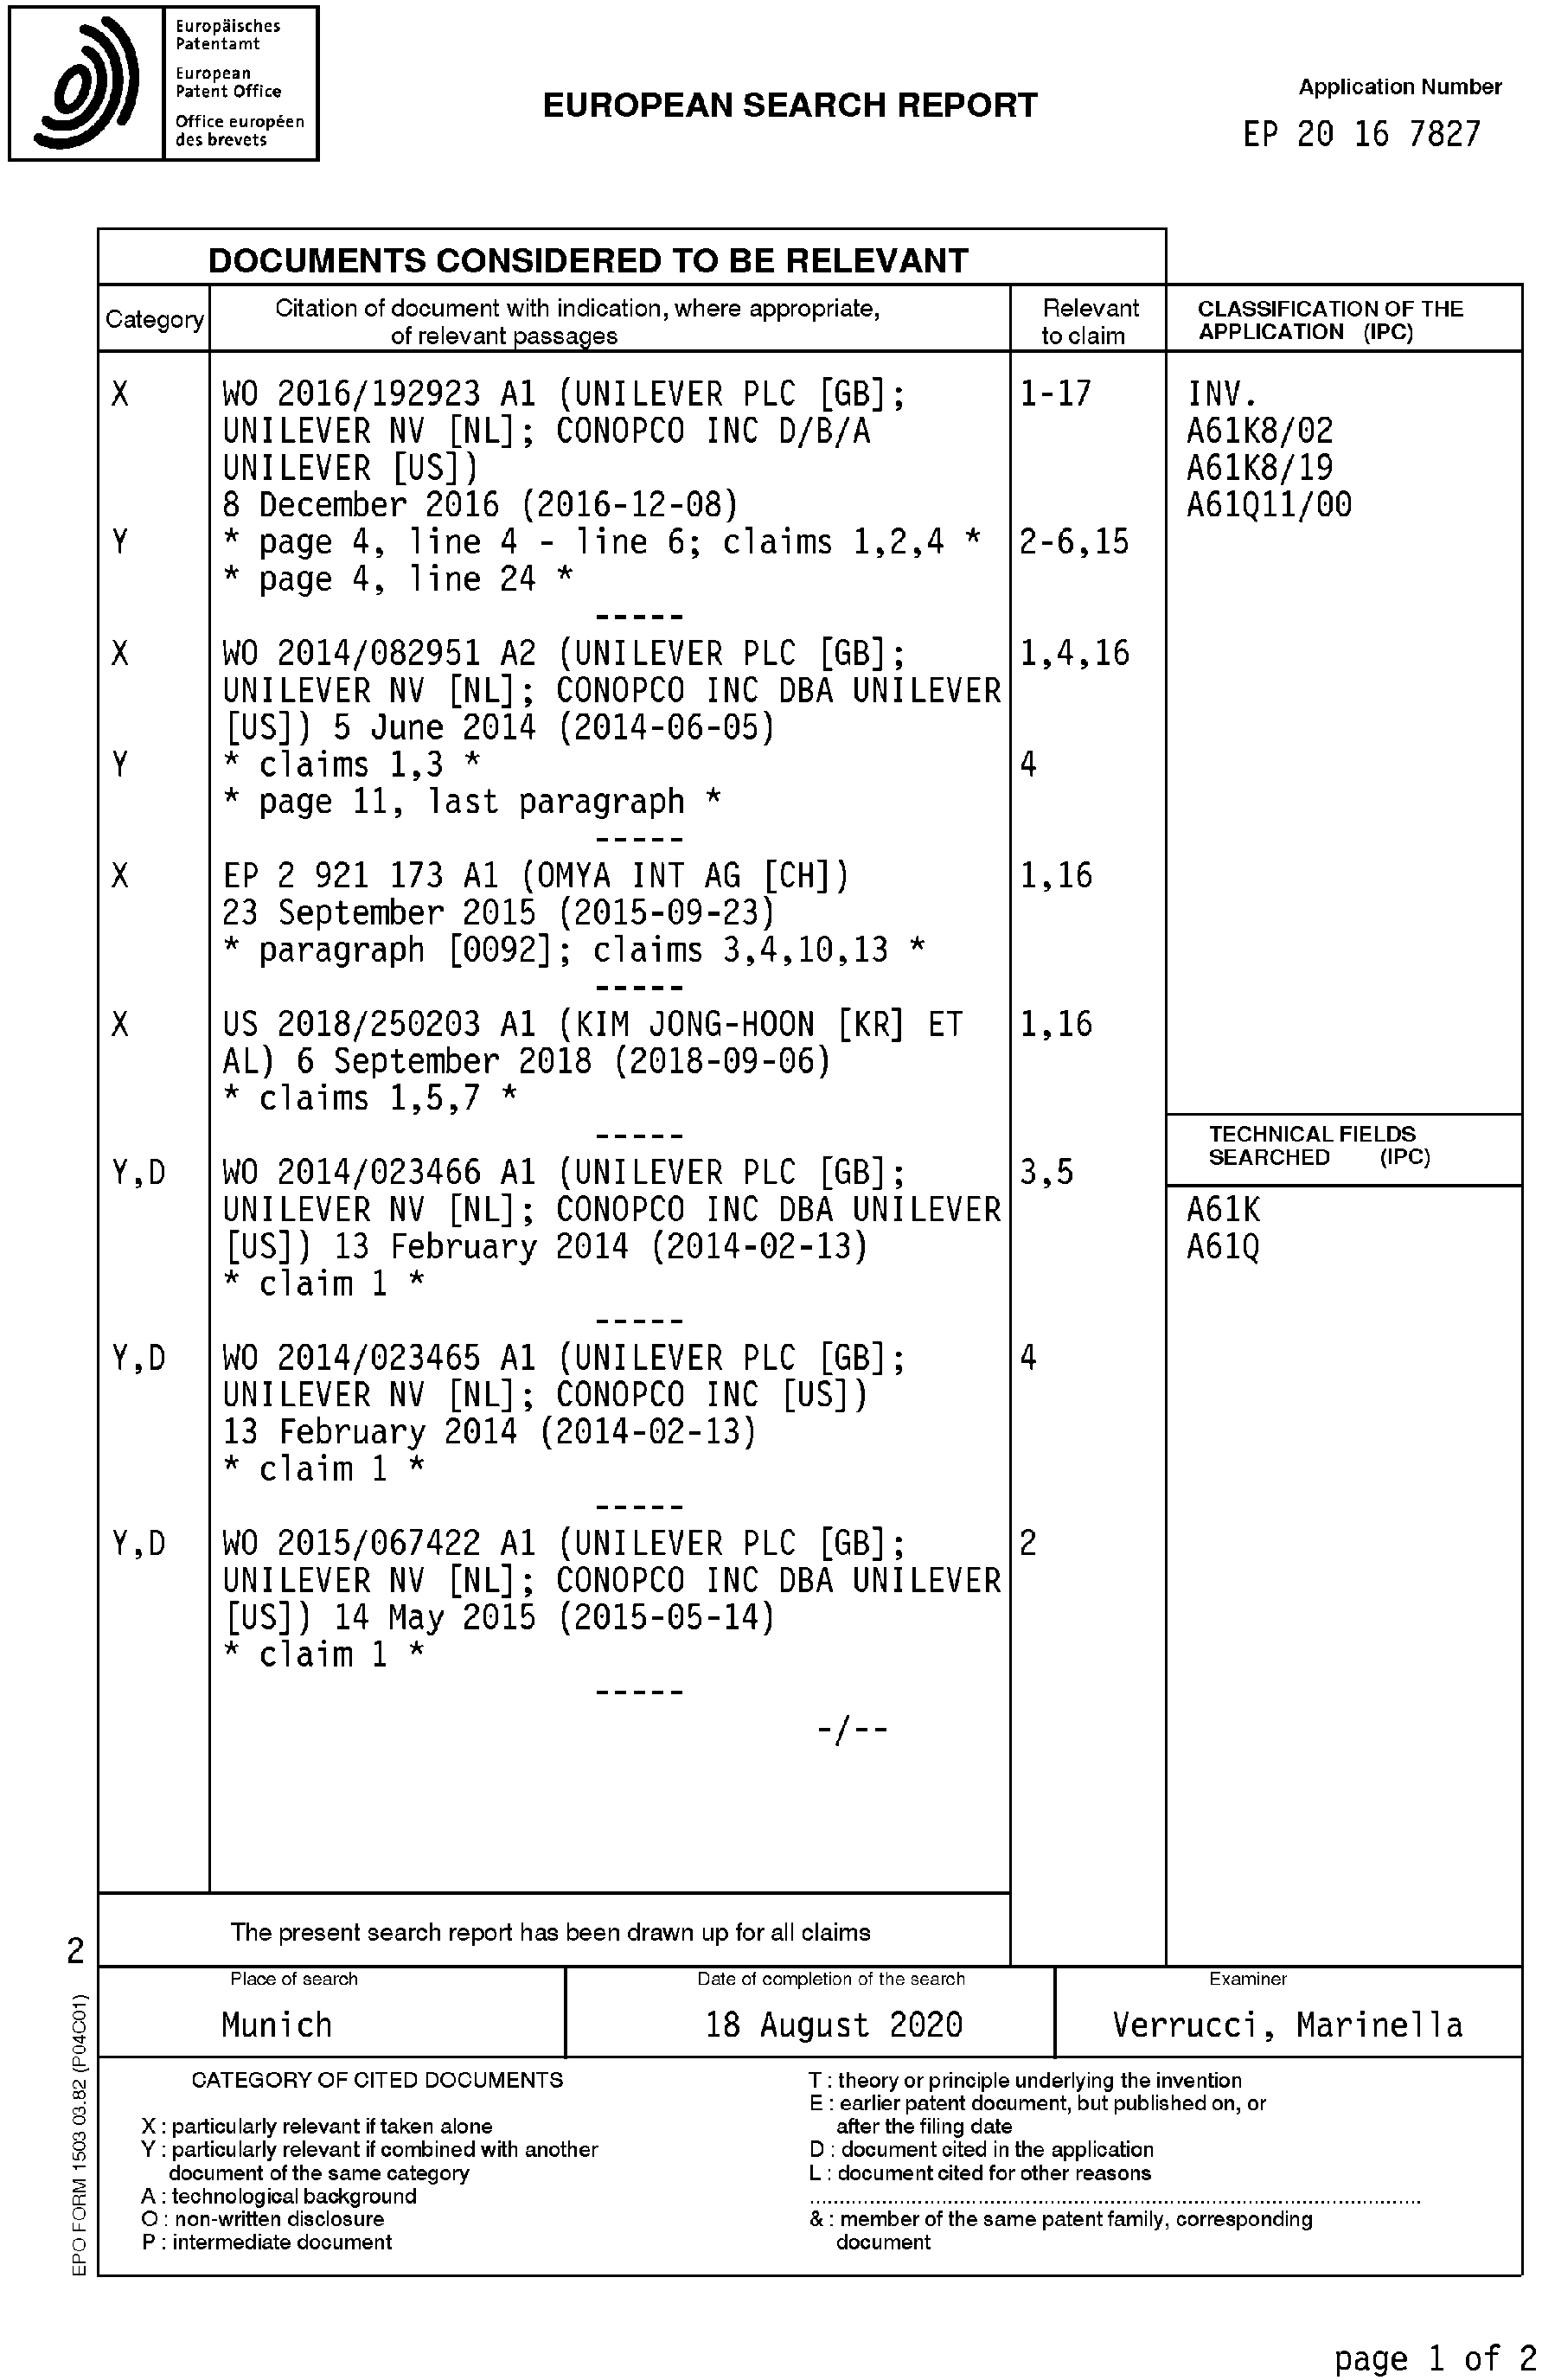 Europäisches
Patentamt
European
Patent Office
Office européen
des brevets
EUROPEAN SEARCH REPORT
Application Number
EP 20 16 7827
DOCUMENTS CONSIDERED TO BE RELEVANT
Category
Citation of document with indication, where appropriate,
of relevant passages
Relevant
to claim
CLASSIFICATION OF THE
APPLICATION (IPC)
X WO 2016/192923 A1 (UNILEVER PLC [GB]; 1-17 INV.
UNILEVER NV [NL]; CONOPCO INC D/B/A A61K8/02
UNILEVER [US]) A61K8/19
8 December 2016 (2016-12-08) A61Q11/00
Y * page 4, line 4 - line 6; claims 1,2,4 * 2-6,15
* page 4, line 24 *
-----
X WO 2014/082951 A2 (UNILEVER PLC [GB]; 1,4,16
UNILEVER NV [NL]; CONOPCO INC DBA UNILEVER
[US]) 5 June 2014 (2014-06-05)
Y * claims 1,3 * 4
* page 11, last paragraph *
-----
X EP 2 921 173 A1 (OMYA INT AG [CH]) 1,16
23 September 2015 (2015-09-23)
* paragraph [0092]; claims 3,4,10,13 *
-----
X US 2018/250203 A1 (KIM JONG-HOON [KR] ET 1,16
AL) 6 September 2018 (2018-09-06)
* claims 1,5,7 *
-----
TECHNICAL FIELDS
SEARCHED (IPC)
Y,D WO 2014/023466 A1 (UNILEVER PLC [GB]; 3,5
UNILEVER NV [NL]; CONOPCO INC DBA UNILEVER A61K
[US]) 13 February 2014 (2014-02-13) A61Q
* claim 1 *
-----
Y,D WO 2014/023465 A1 (UNILEVER PLC [GB]; 4
UNILEVER NV [NL]; CONOPCO INC [US])
13 February 2014 (2014-02-13)
* claim 1 *
-----
Y,D WO 2015/067422 A1 (UNILEVER PLC [GB]; 2
UNILEVER NV [NL]; CONOPCO INC DBA UNILEVER
[US]) 14 May 2015 (2015-05-14)
* claim 1 *
-----
-/--
The present search report has been drawn up for all claims
2
Place of search Date of completion of the search Examiner
Munich 18 August 2020 Verrucci, Marinella
CATEGORY OF CITED DOCUMENTS
X : particularly relevant if taken alone
Y : particularly relevant if combined with another
document of the same category
A : technological background
O : non-written disclosure
P : intermediate document
T : theory or principle underlying the invention
E : earlier patent document, but published on, or
after the filing date
D : document cited in the application
L : document cited for other reasons
& : member of the same patent family, corresponding
document
EPO FORM 1503 03.82 (P04C01)
page 1 of 2